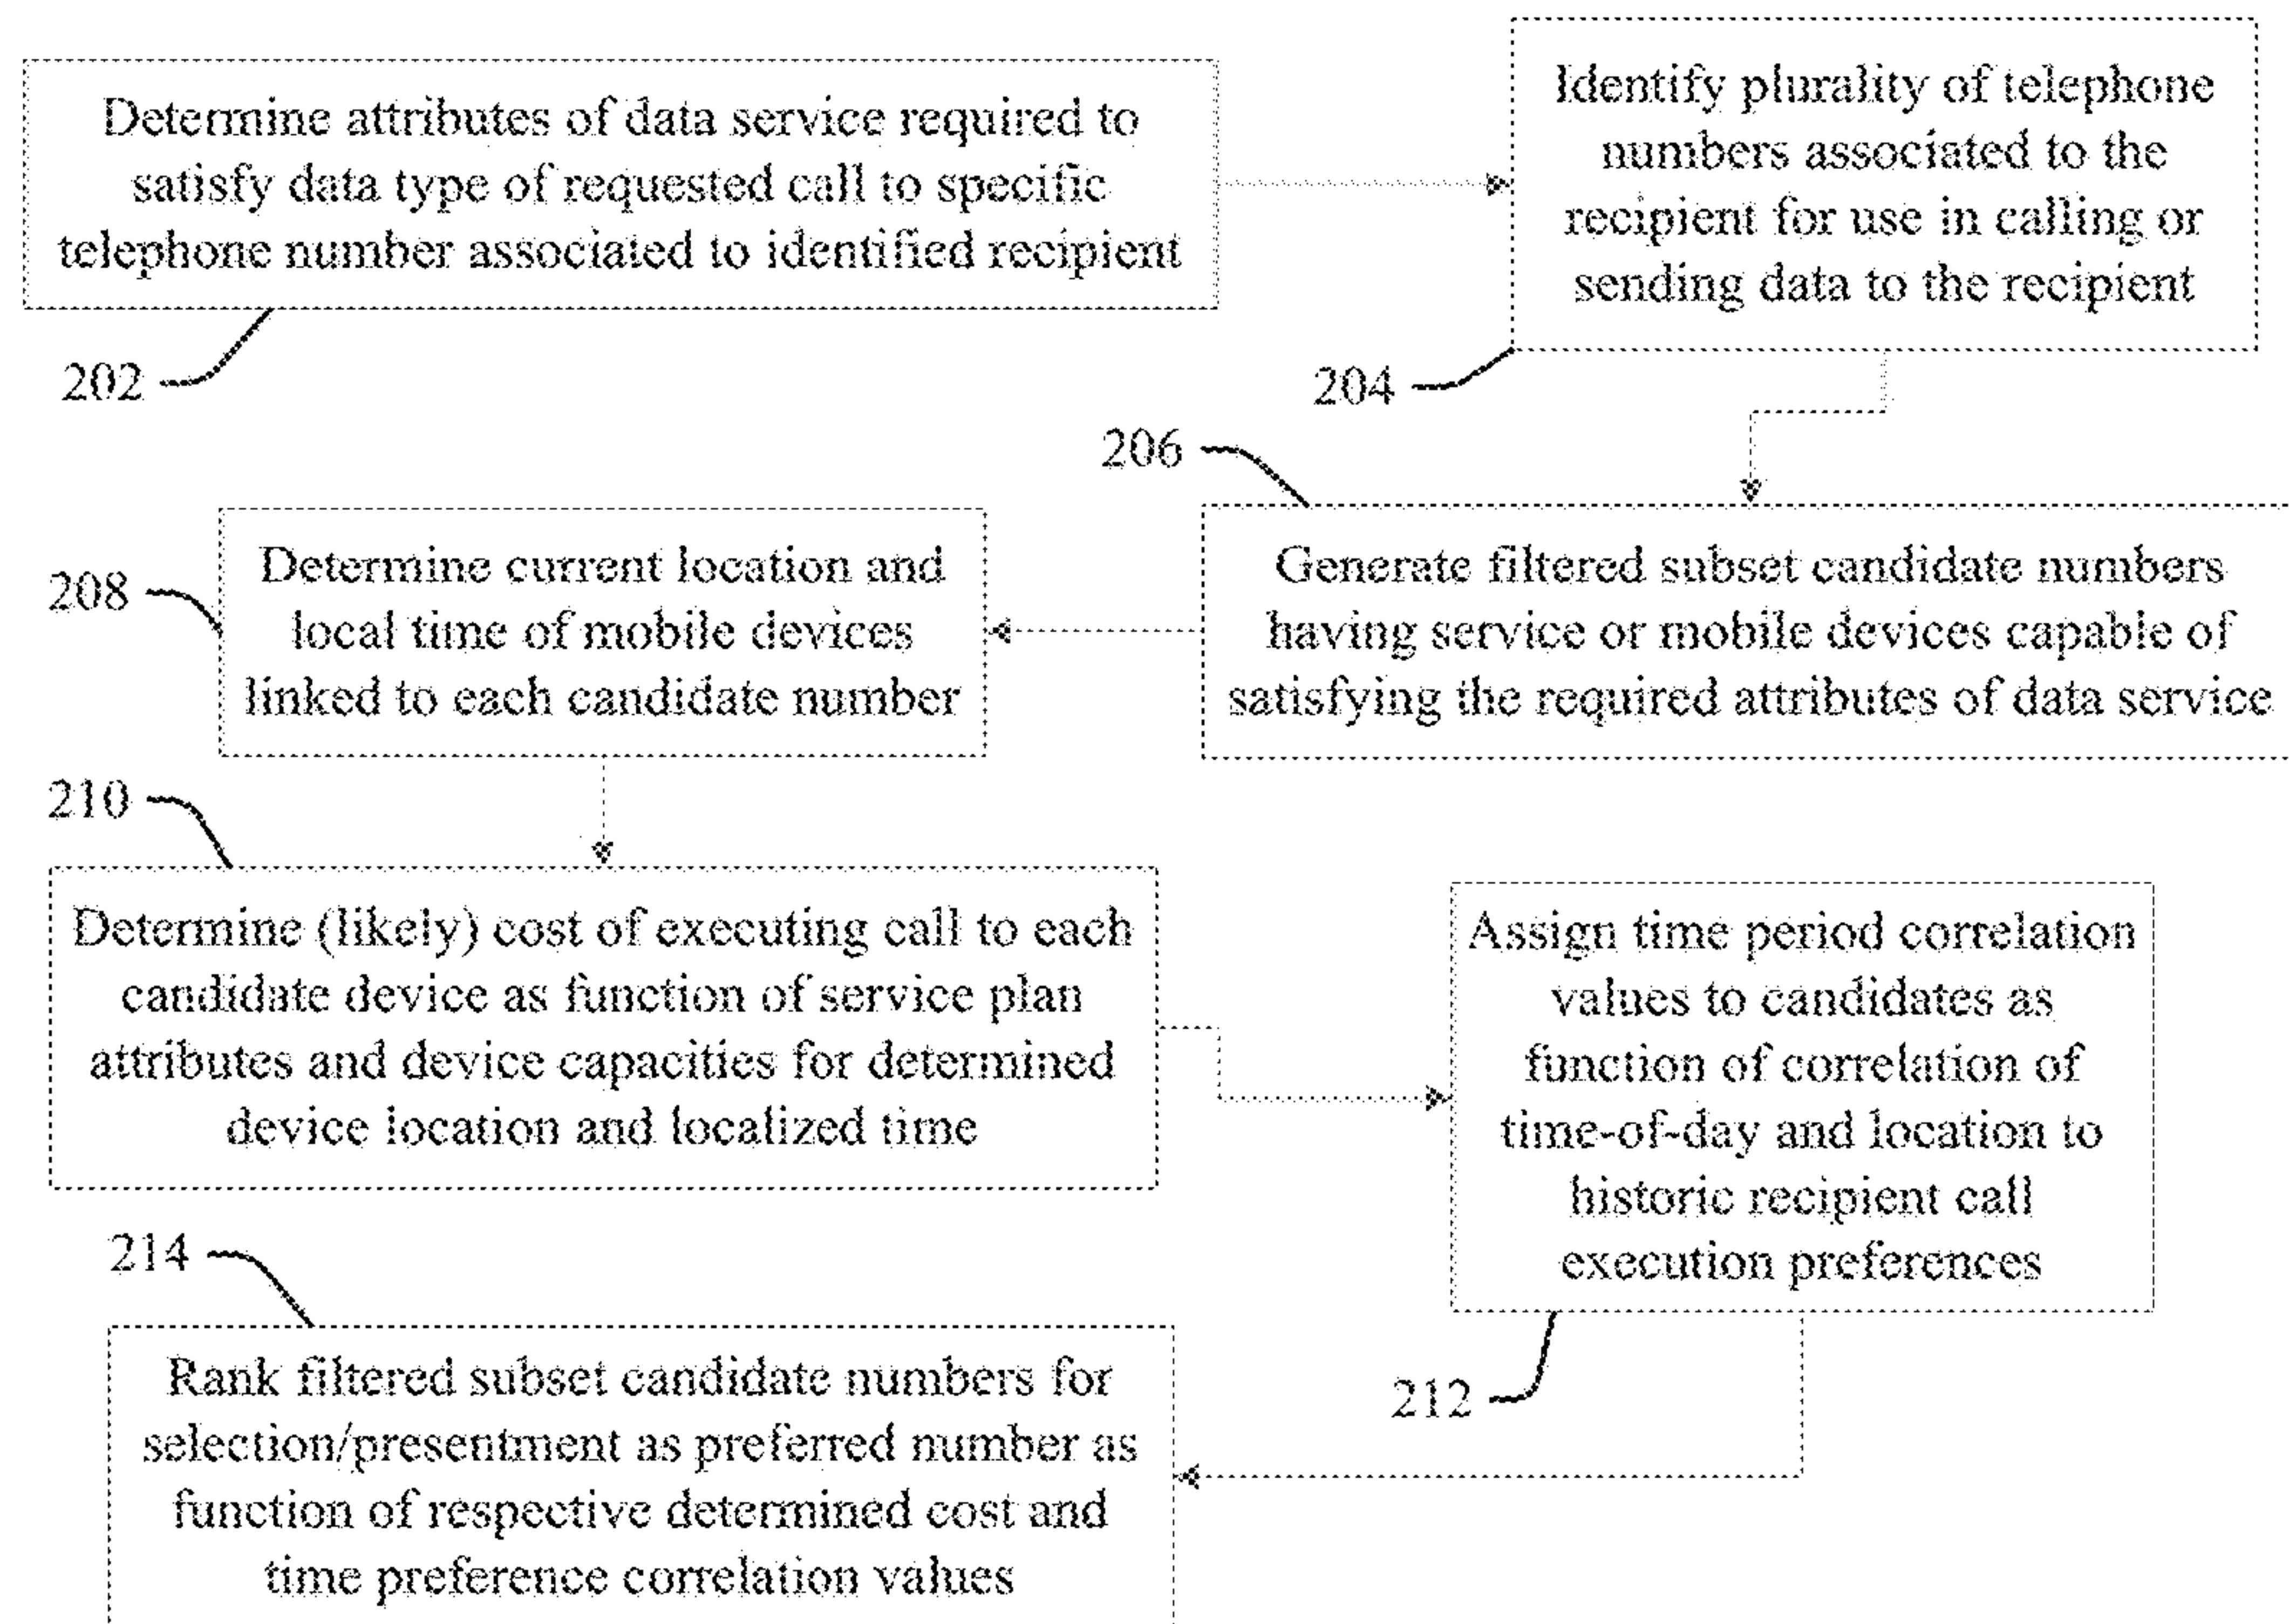 Determine attributes of data service required to
satisfy data type of requested call to specific
telephone number associated to identified recipient
202
Identify plurality of telephone
numbers associated to the
recipient for use in calling or
sending data to the recipient
204
206
Generate filtered subset candidate numbers
having service or mobile devices capable of
satisfying the required attributes of data service
208
Determine current location and
local time of mobile devices
linked to each candidate number
210
Determine (likely) cost of executing call to each
candidate device as function of service plan
attributes and device capacities for determined
device location and localized time
Assign time period correlation
values to candidates as
function of correlation of
time-of-day and location to
historic recipient call
execution preferences
212
214
Rank filtered subset candidate numbers for
selection/presentment as preferred number as
function of respective determined cost and
time preference correlation values